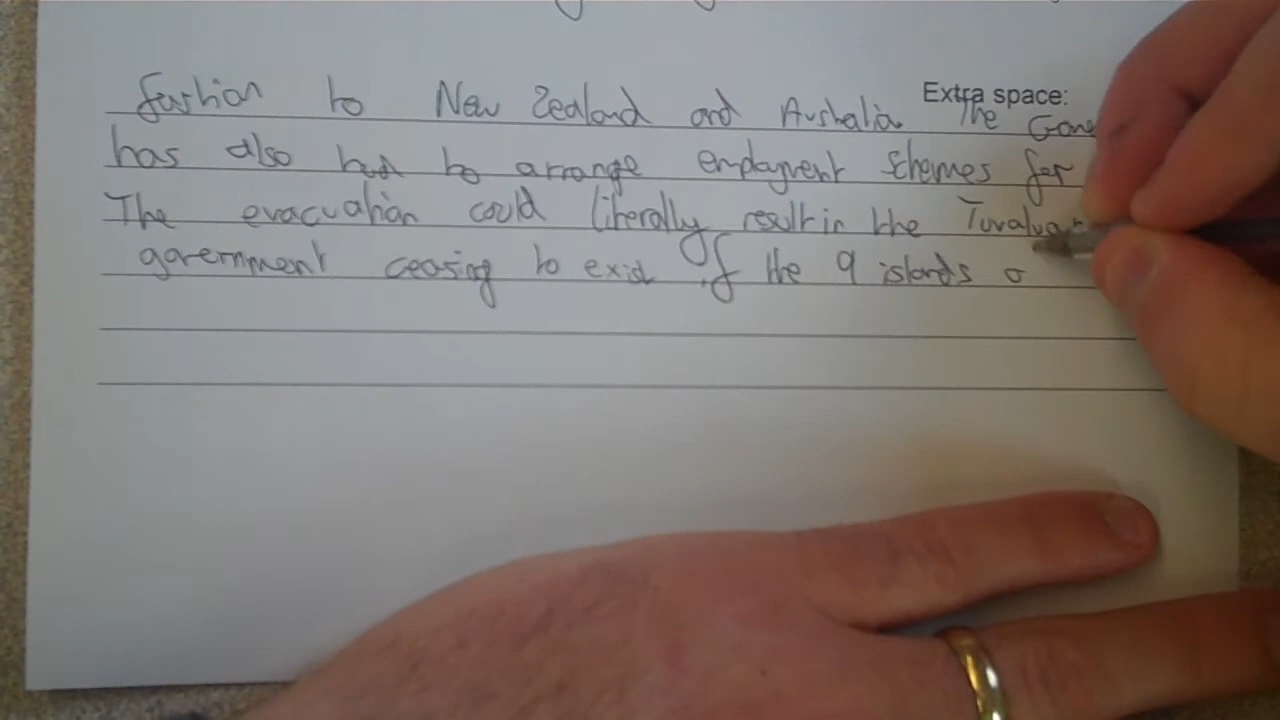 Extra space:
fashion to New Zealand and Australia The Gove
has also had to arrange employment schemes for
The evacuation could literally result in the Tuvaluan
government ceasing to exist if the 9 islands a